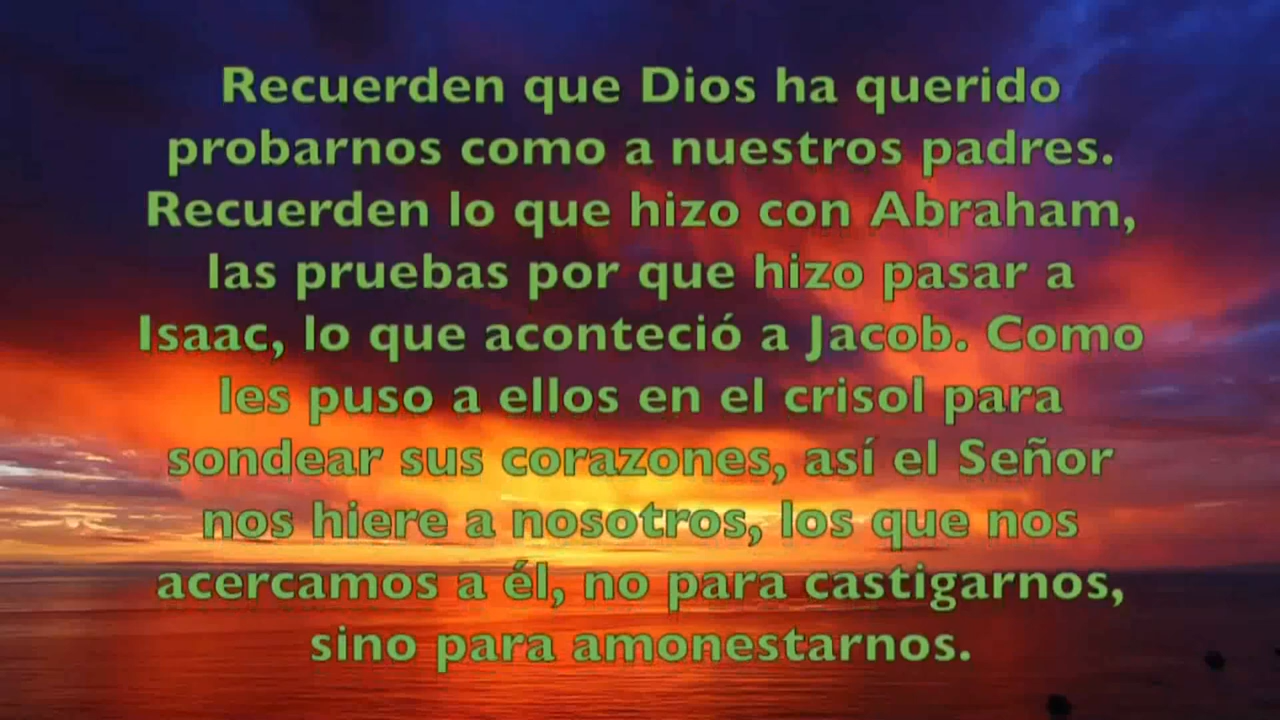 Recuerden que Dios ha querido
probarnos como a nuestros padres.
Recuerden lo que hizo con Abraham,
las pruebas por que hizo pasar a
Isaac, lo que aconteció a Jacob. Como
les puso a ellos en el crisol para
sondear sus corazones, así el Señor
nos hiere a nosotros, los que nos
acercamos a él, no para castigarnos,
sino para amonestarnos.